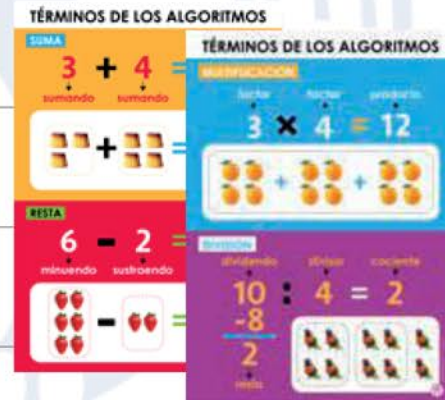 TÉRMINOS DE LOS ALGORITMOS
SUMA
3 + 4 =
sumando sumando
+ =
RESTA
6 - 2 =
minuendo sustraendo
- =
TÉRMINOS DE LOS ALGORITMOS
MULTIPLICACIÓN
factor factor producto
3 × 4 = 12
+ +
DIVISIÓN
dividendo divisor cociente
10 : 4 = 2
-8
2
resto